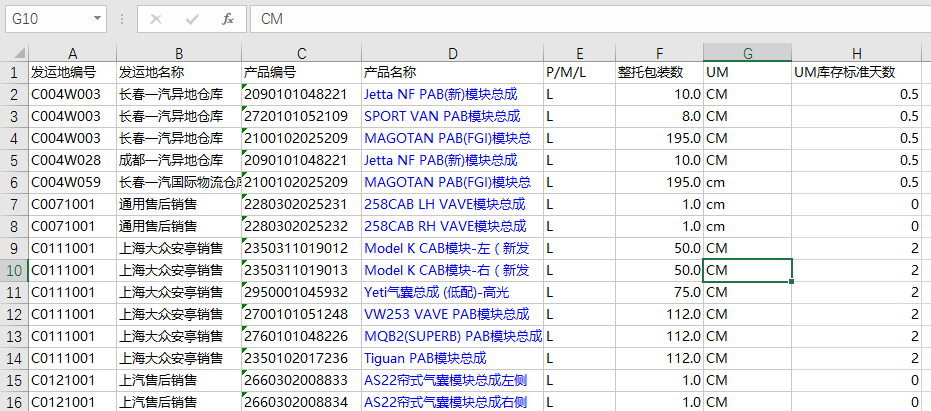 G10 fx CM
A B C D E F G H
1 发运地编号 发运地名称 产品编号 产品名称 P/M/L 整托包装数 UM UM库存标准天数
2 C004W003 长春一汽异地仓库 2090101048221 Jetta NF PAB(新)模块总成 L 10.0 CM 0.5
3 C004W003 长春一汽异地仓库 2720101052109 SPORT VAN PAB模块总成 L 8.0 CM 0.5
4 C004W003 长春一汽异地仓库 2100102025209 MAGOTAN PAB(FGI)模块总 L 195.0 CM 0.5
5 C004W028 成都一汽异地仓库 2090101048221 Jetta NF PAB(新)模块总成 L 10.0 CM 0.5
6 C004W059 长春一汽国际物流仓库 2100102025209 MAGOTAN PAB(FGI)模块总 L 195.0 cm 0.5
7 C0071001 通用售后销售 2280302025231 258CAB LH VAVE模块总成 L 1.0 cm 0
8 C0071001 通用售后销售 2280302025232 258CAB RH VAVE模块总成 L 1.0 cm 0
9 C0111001 上海大众安亭销售 2350311019012 Model K CAB模块-左（新发 L 50.0 CM 2
10 C0111001 上海大众安亭销售 2350311019013 Model K CAB模块-右（新发 L 50.0 CM 2
11 C0111001 上海大众安亭销售 2950001045932 Yeti气囊总成 (低配)-高光 L 75.0 CM 2
12 C0111001 上海大众安亭销售 2700101051248 VW253 VAVE PAB模块总成 L 112.0 CM 2
13 C0111001 上海大众安亭销售 2760101048226 MQB2(SUPERB) PAB模块总成 L 112.0 CM 2
14 C0111001 上海大众安亭销售 2350102017236 Tiguan PAB模块总成 L 112.0 CM 2
15 C0121001 上汽售后销售 2660302008833 AS22帘式气囊模块总成左侧 L 1.0 CM 0
16 C0121001 上汽售后销售 2660302008834 AS22帘式气囊模块总成右侧 L 1.0 CM 0